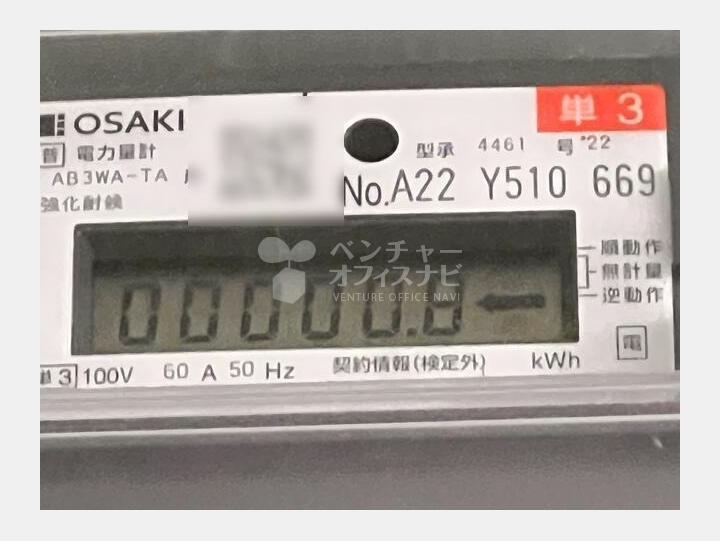 OSAKI
単3
普 電力量計
型承 4461 号 '22
AB3WA-TA
No.A22 Y510 669
強化耐候
順動作
無計量
逆動作
ベンチャー
オフィスナビ
VENTURE OFFICE NAVI
00000.0
電
単3 100V 60 A 50 Hz 契約情報(検定外) kWh